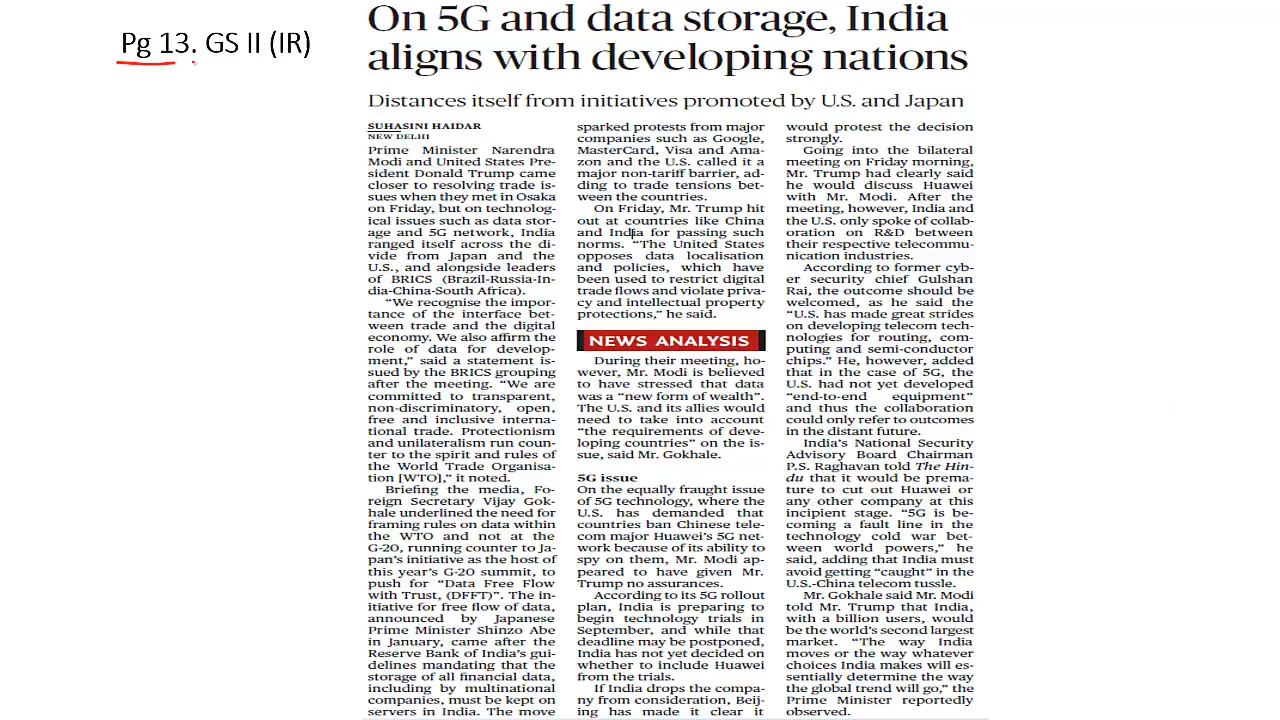 Pg 13. GS II (IR)
On 5G and data storage, India
aligns with developing nations
Distances itself from initiatives promoted by U.S. and Japan
SUHASINI HAIDAR
NEW DELHI
Prime Minister Narendra
Modi and United States Pre-
sident Donald Trump came
closer to resolving trade is-
sues when they met in Osaka
on Friday, but on technolog-
ical issues such as data stor-
age and 5G network, India
ranged itself across the di-
vide from Japan and the
U.S., and alongside leaders
of BRICS (Brazil-Russia-In-
dia-China-South Africa).
"We recognise the impor-
tance of the interface bet-
ween trade and the digital
economy. We also affirm the
role of data for develop-
ment," said a statement is-
sued by the BRICS grouping
after the meeting. "We are
committed to transparent,
non-discriminatory, open,
free and inclusive interna-
tional trade. Protectionism
and unilateralism run coun-
ter to the spirit and rules of
the World Trade Organisa-
tion [WTO]," it noted.
Briefing the media, Fo-
reign Secretary Vijay Gok-
hale underlined the need for
framing rules on data within
the WTO and not at the
G-20, running counter to Ja-
pan's initiative as the host of
this year's G-20 summit, to
push for "Data Free Flow
with Trust, (DFFT)". The in-
itiative for free flow of data,
announced by Japanese
Prime Minister Shinzo Abe
in January, came after the
Reserve Bank of India's gui-
delines mandating that the
storage of all financial data,
including by multinational
companies, must be kept on
servers in India. The move
sparked protests from major
companies such as Google,
MasterCard, Visa and Ama-
zon and the U.S. called it a
major non-tariff barrier, ad-
ding to trade tensions bet-
ween the countries.
On Friday, Mr. Trump hit
out at countries like China
and India for passing such
norms. "The United States
opposes data localisation
and policies, which have
been used to restrict digital
trade flows and violate priva-
cy and intellectual property
protections," he said.
NEWS ANALYSIS
During their meeting, ho-
wever, Mr. Modi is believed
to have stressed that data
was a "new form of wealth".
The U.S. and its allies would
need to take into account
"the requirements of deve-
loping countries" on the is-
sue, said Mr. Gokhale.
5G issue
On the equally fraught issue
of 5G technology, where the
U.S. has demanded that
countries ban Chinese tele-
com major Huawei's 5G net-
work because of its ability to
spy on them, Mr. Modi ap-
peared to have given Mr.
Trump no assurances.
According to its 5G rollout
plan, India is preparing to
begin technology trials in
September, and while that
deadline may be postponed,
India has not yet decided on
whether to include Huawei
from the trials.
If India drops the compa-
ny from consideration, Beij-
ing has made it clear it
would protest the decision
strongly.
Going into the bilateral
meeting on Friday morning,
Mr. Trump had clearly said
he would discuss Huawei
with Mr. Modi. After the
meeting, however, India and
the U.S. only spoke of collab-
oration on R&D between
their respective telecommu-
nication industries.
According to former cyb-
er security chief Gulshan
Rai, the outcome should be
welcomed, as he said the
"U.S. has made great strides
on developing telecom tech-
nologies for routing, com-
puting and semi-conductor
chips." He, however, added
that in the case of 5G, the
U.S. had not yet developed
"end-to-end equipment"
and thus the collaboration
could only refer to outcomes
in the distant future.
India's National Security
Advisory Board Chairman
P.S. Raghavan told The Hin-
du that it would be prema-
ture to cut out Huawei or
any other company at this
incipient stage. "5G is be-
coming a fault line in the
technology cold war bet-
ween world powers," he
said, adding that India must
avoid getting "caught" in the
U.S.-China telecom tussle.
Mr. Gokhale said Mr. Modi
told Mr. Trump that India,
with a billion users, would
be the world's second largest
market. "The way India
moves or the way whatever
choices India makes will es-
sentially determine the way
the global trend will go," the
Prime Minister reportedly
observed.